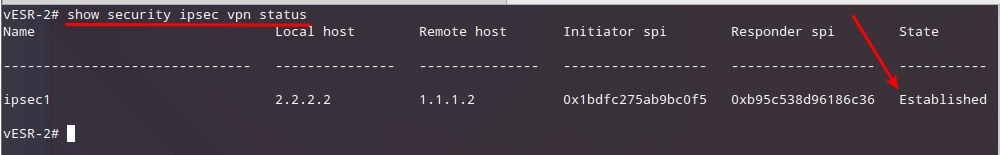 vESR-2# show security ipsec vpn status
Name Local host Remote host Initiator spi Responder spi State
------------------------------- --------------- --------------- ------------------ ------------------ -----------
ipsec1 2.2.2.2 1.1.1.2 0x1bdfc275ab9bc0f5 0xb95c538d96186c36 Established
vESR-2#